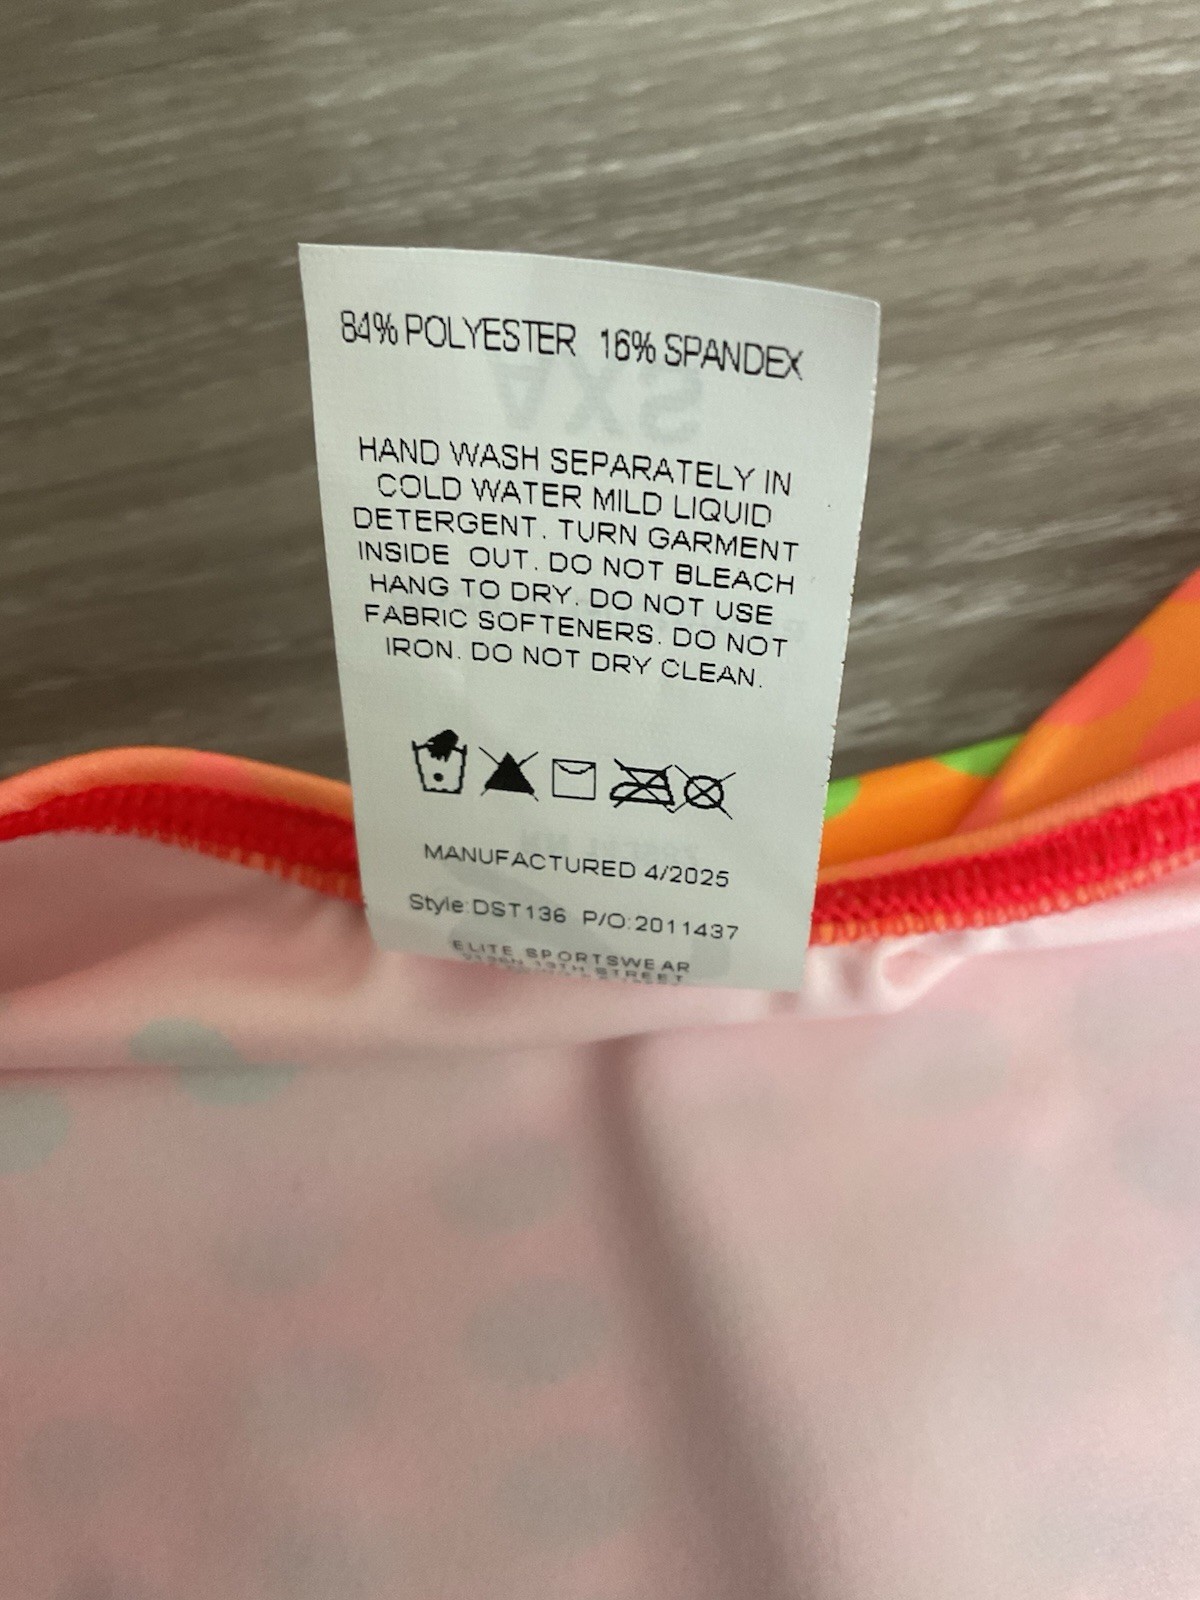 84% POLYESTER 16% SPANDEX
HAND WASH SEPARATELY IN
COLD WATER MILD LIQUID
DETERGENT. TURN GARMENT
INSIDE OUT. DO NOT BLEACH
HANG TO DRY. DO NOT USE
FABRIC SOFTENERS. DO NOT
IRON. DO NOT DRY CLEAN.
MANUFACTURED 4/2025
Style:DST136 P/O:2011437
ELITE SPORTSWEAR
13TH STREET